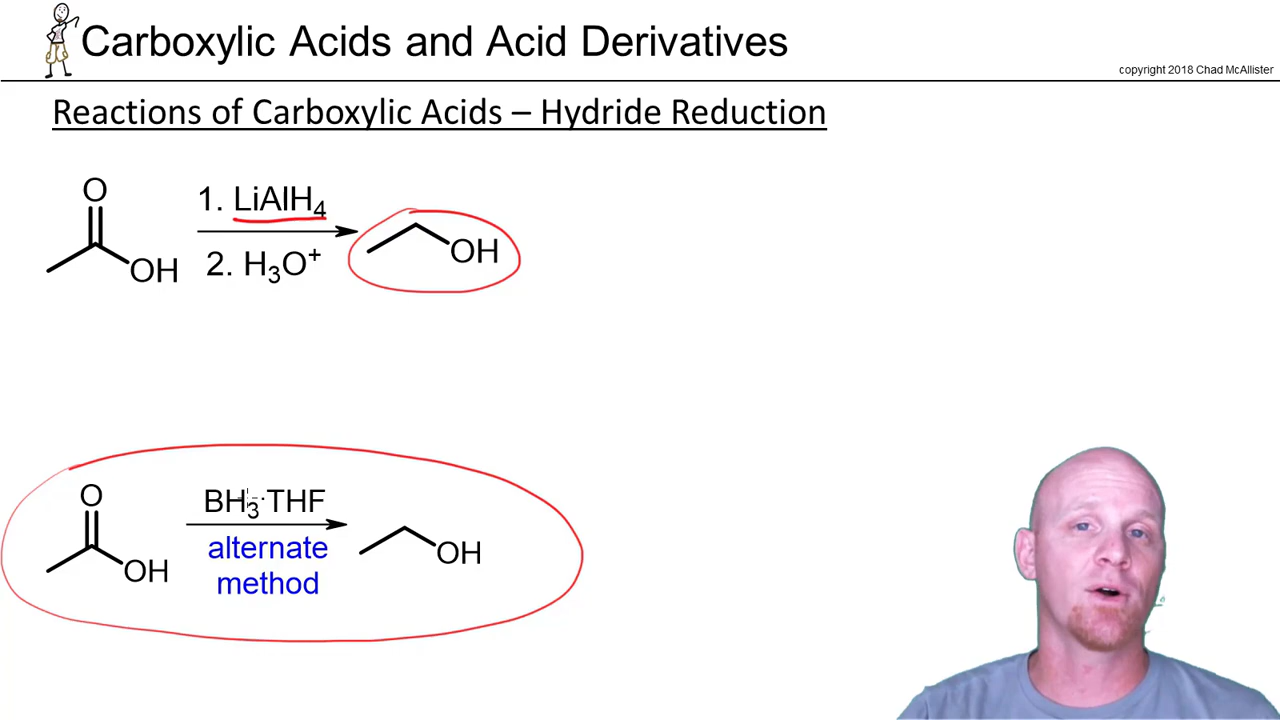 Carboxylic Acids and Acid Derivatives
copyright 2018 Chad McAllister
Reactions of Carboxylic Acids – Hydride Reduction
O
OH
1. LiAlH₄
2. H₃O⁺
OH
O
OH
BH₃·THF
alternate
method
OH